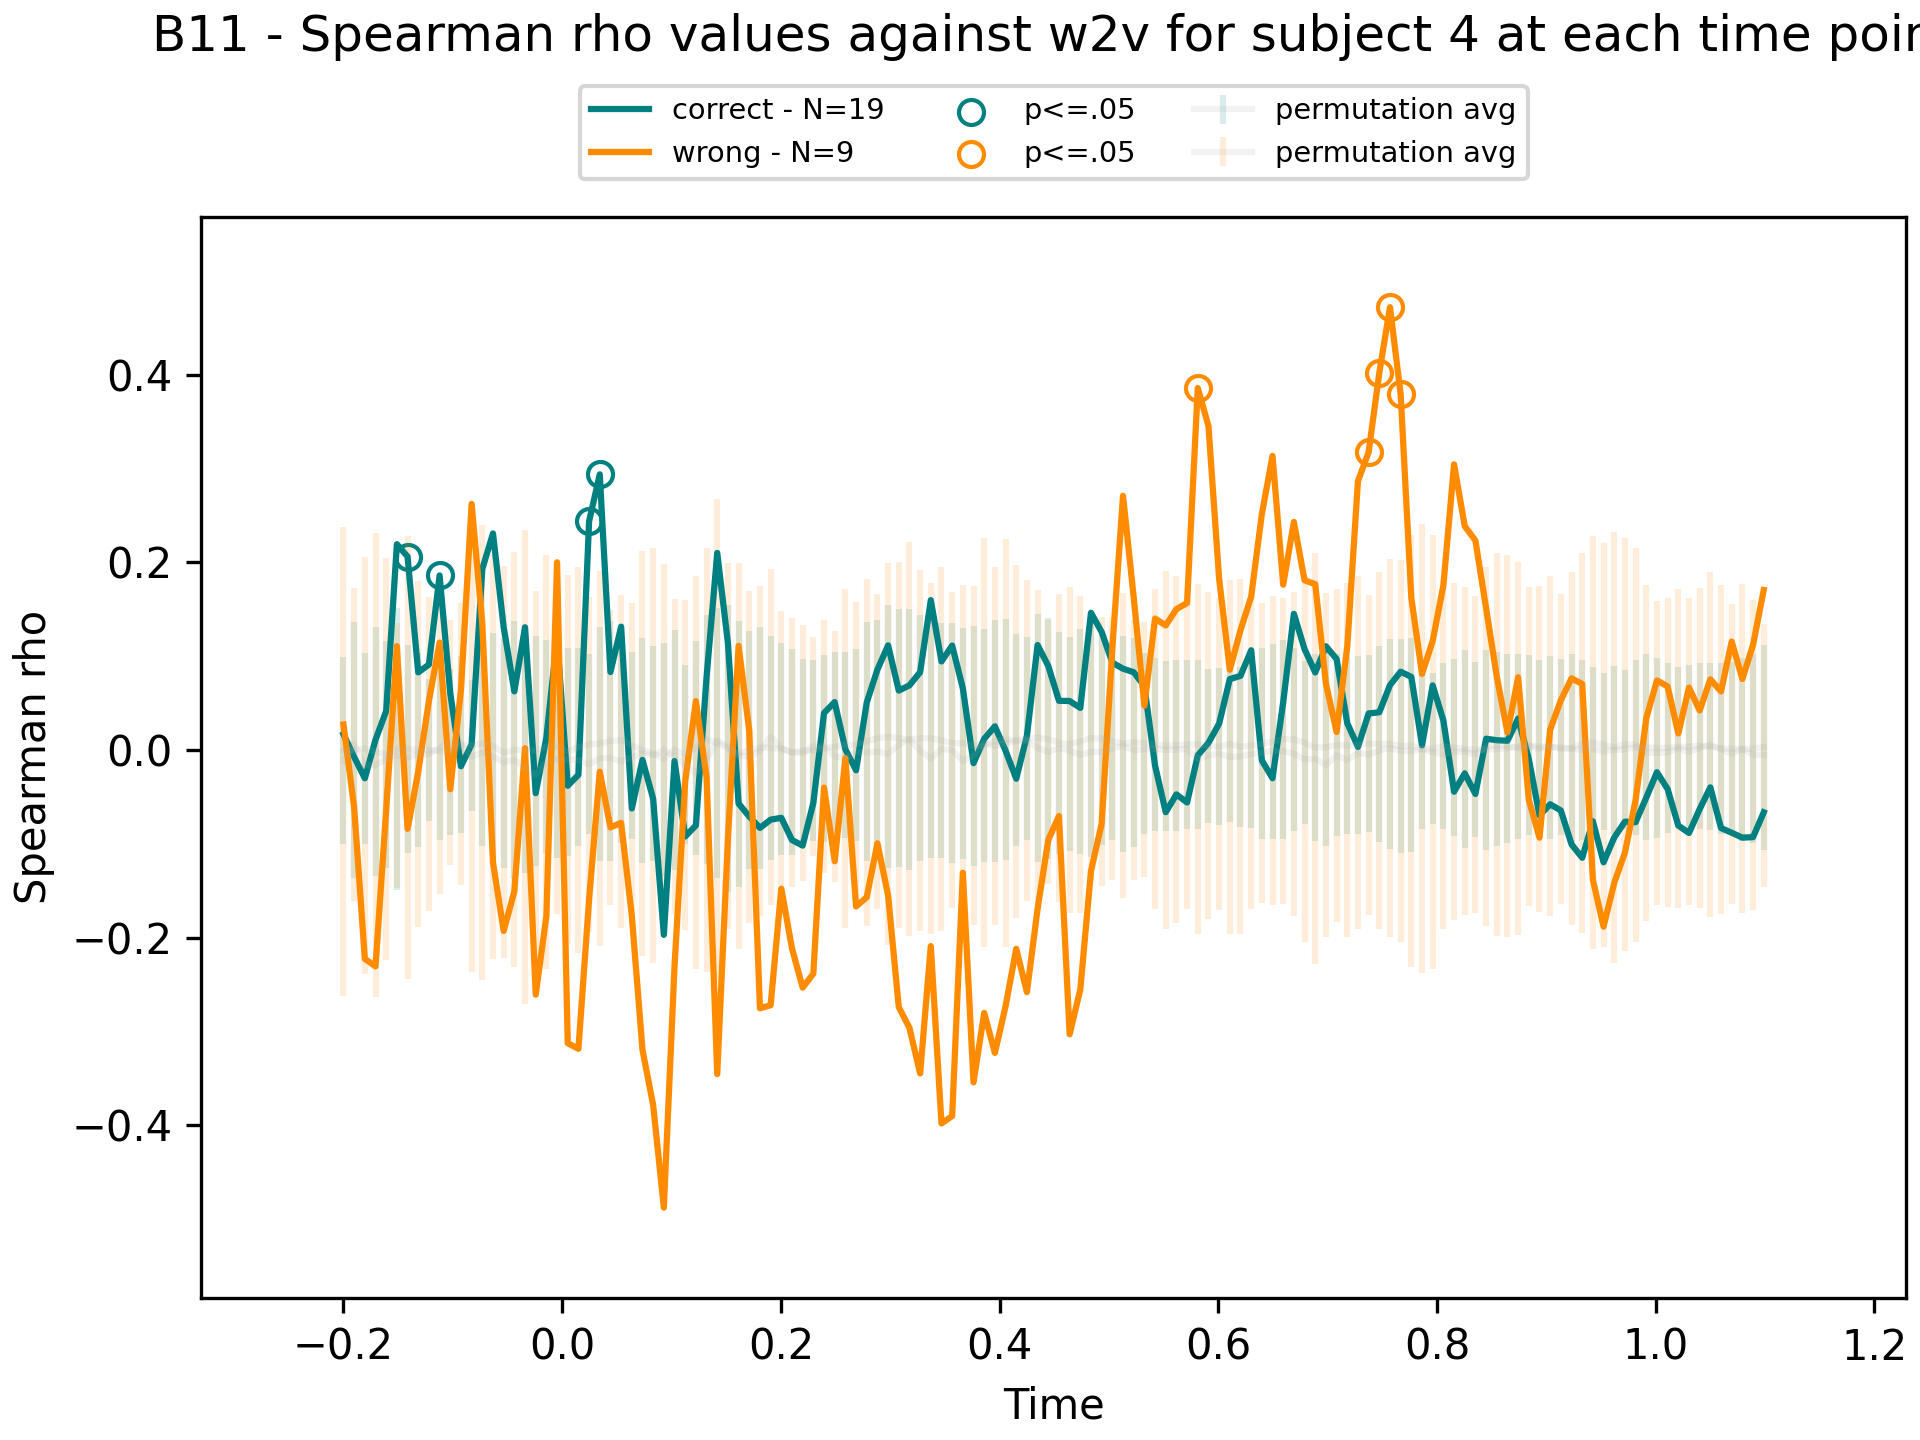 B11 - Spearman rho values against w2v for subject 4 at each time poin
correct - N=19 p<=.05 permutation avg
wrong - N=9 p<=.05 permutation avg
0.4
0.2
0.0
−0.2
−0.4
Spearman rho
−0.2 0.0 0.2 0.4 0.6 0.8 1.0 1.2
Time